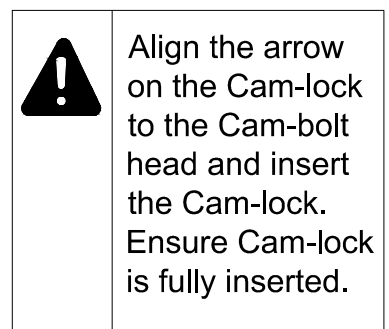 Align the arrow
on the Cam-lock
to the Cam-bolt
head and insert
the Cam-lock.
Ensure Cam-lock
is fully inserted.